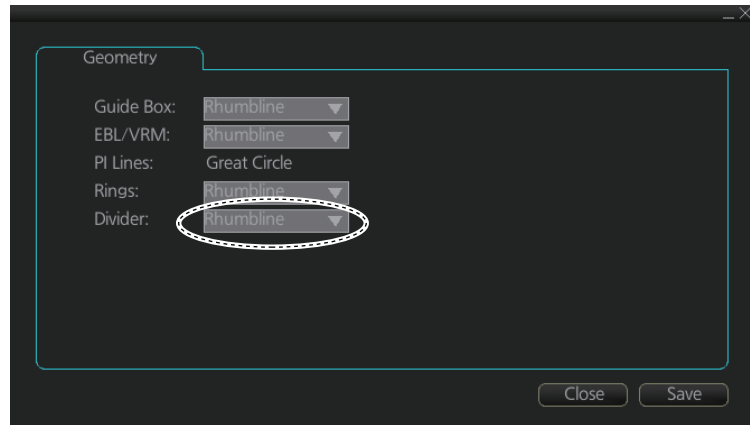 Geometry
Guide Box: Rhumbline
EBL/VRM: Rhumbline
PI Lines: Great Circle
Rings: Rhumbline
Divider: Rhumbline
Close Save